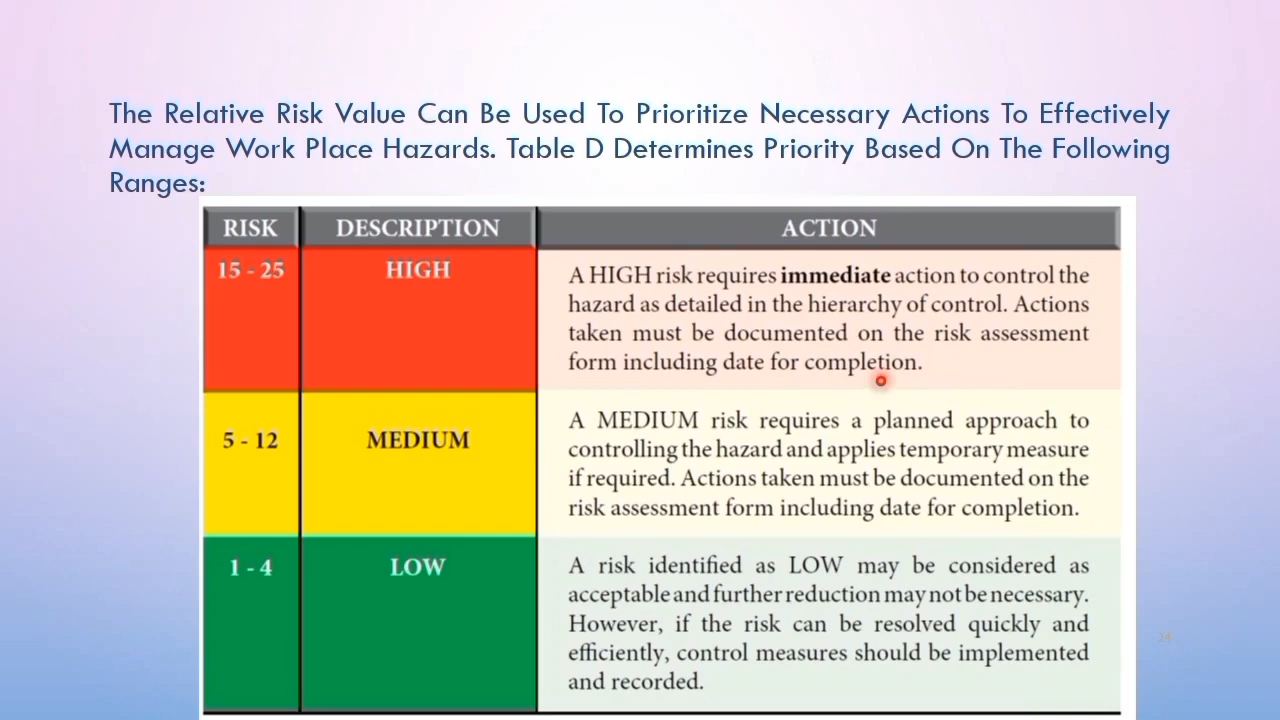 The Relative Risk Value Can Be Used To Prioritize Necessary Actions To Effectively
Manage Work Place Hazards. Table D Determines Priority Based On The Following
Ranges:
RISK DESCRIPTION ACTION
15 - 25 HIGH
A HIGH risk requires immediate action to control the
hazard as detailed in the hierarchy of control. Actions
taken must be documented on the risk assessment
form including date for completion.
5 - 12 MEDIUM
A MEDIUM risk requires a planned approach to
controlling the hazard and applies temporary measure
if required. Actions taken must be documented on the
risk assessment form including date for completion.
1 - 4 LOW
A risk identified as LOW may be considered as
acceptable and further reduction may not be necessary.
However, if the risk can be resolved quickly and
efficiently, control measures should be implemented
and recorded.
24